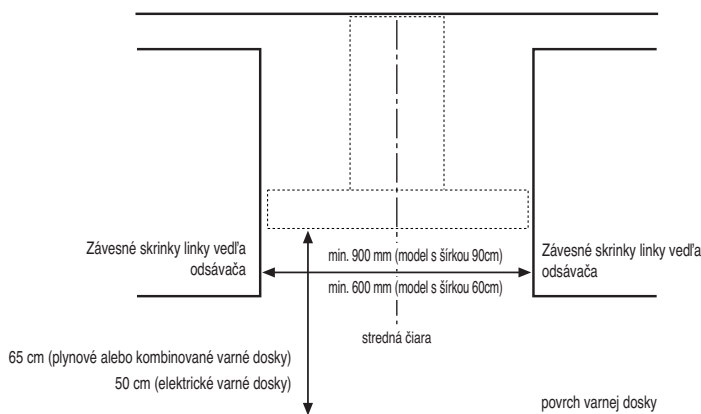 Závesné skrinky linky vedľa
odsávača
min. 900 mm (model s šírkou 90cm)
min. 600 mm (model s šírkou 60cm)
Závesné skrinky linky vedľa
odsávača
stredná čiara
65 cm (plynové alebo kombinované varné dosky)
50 cm (elektrické varné dosky)
povrch varnej dosky